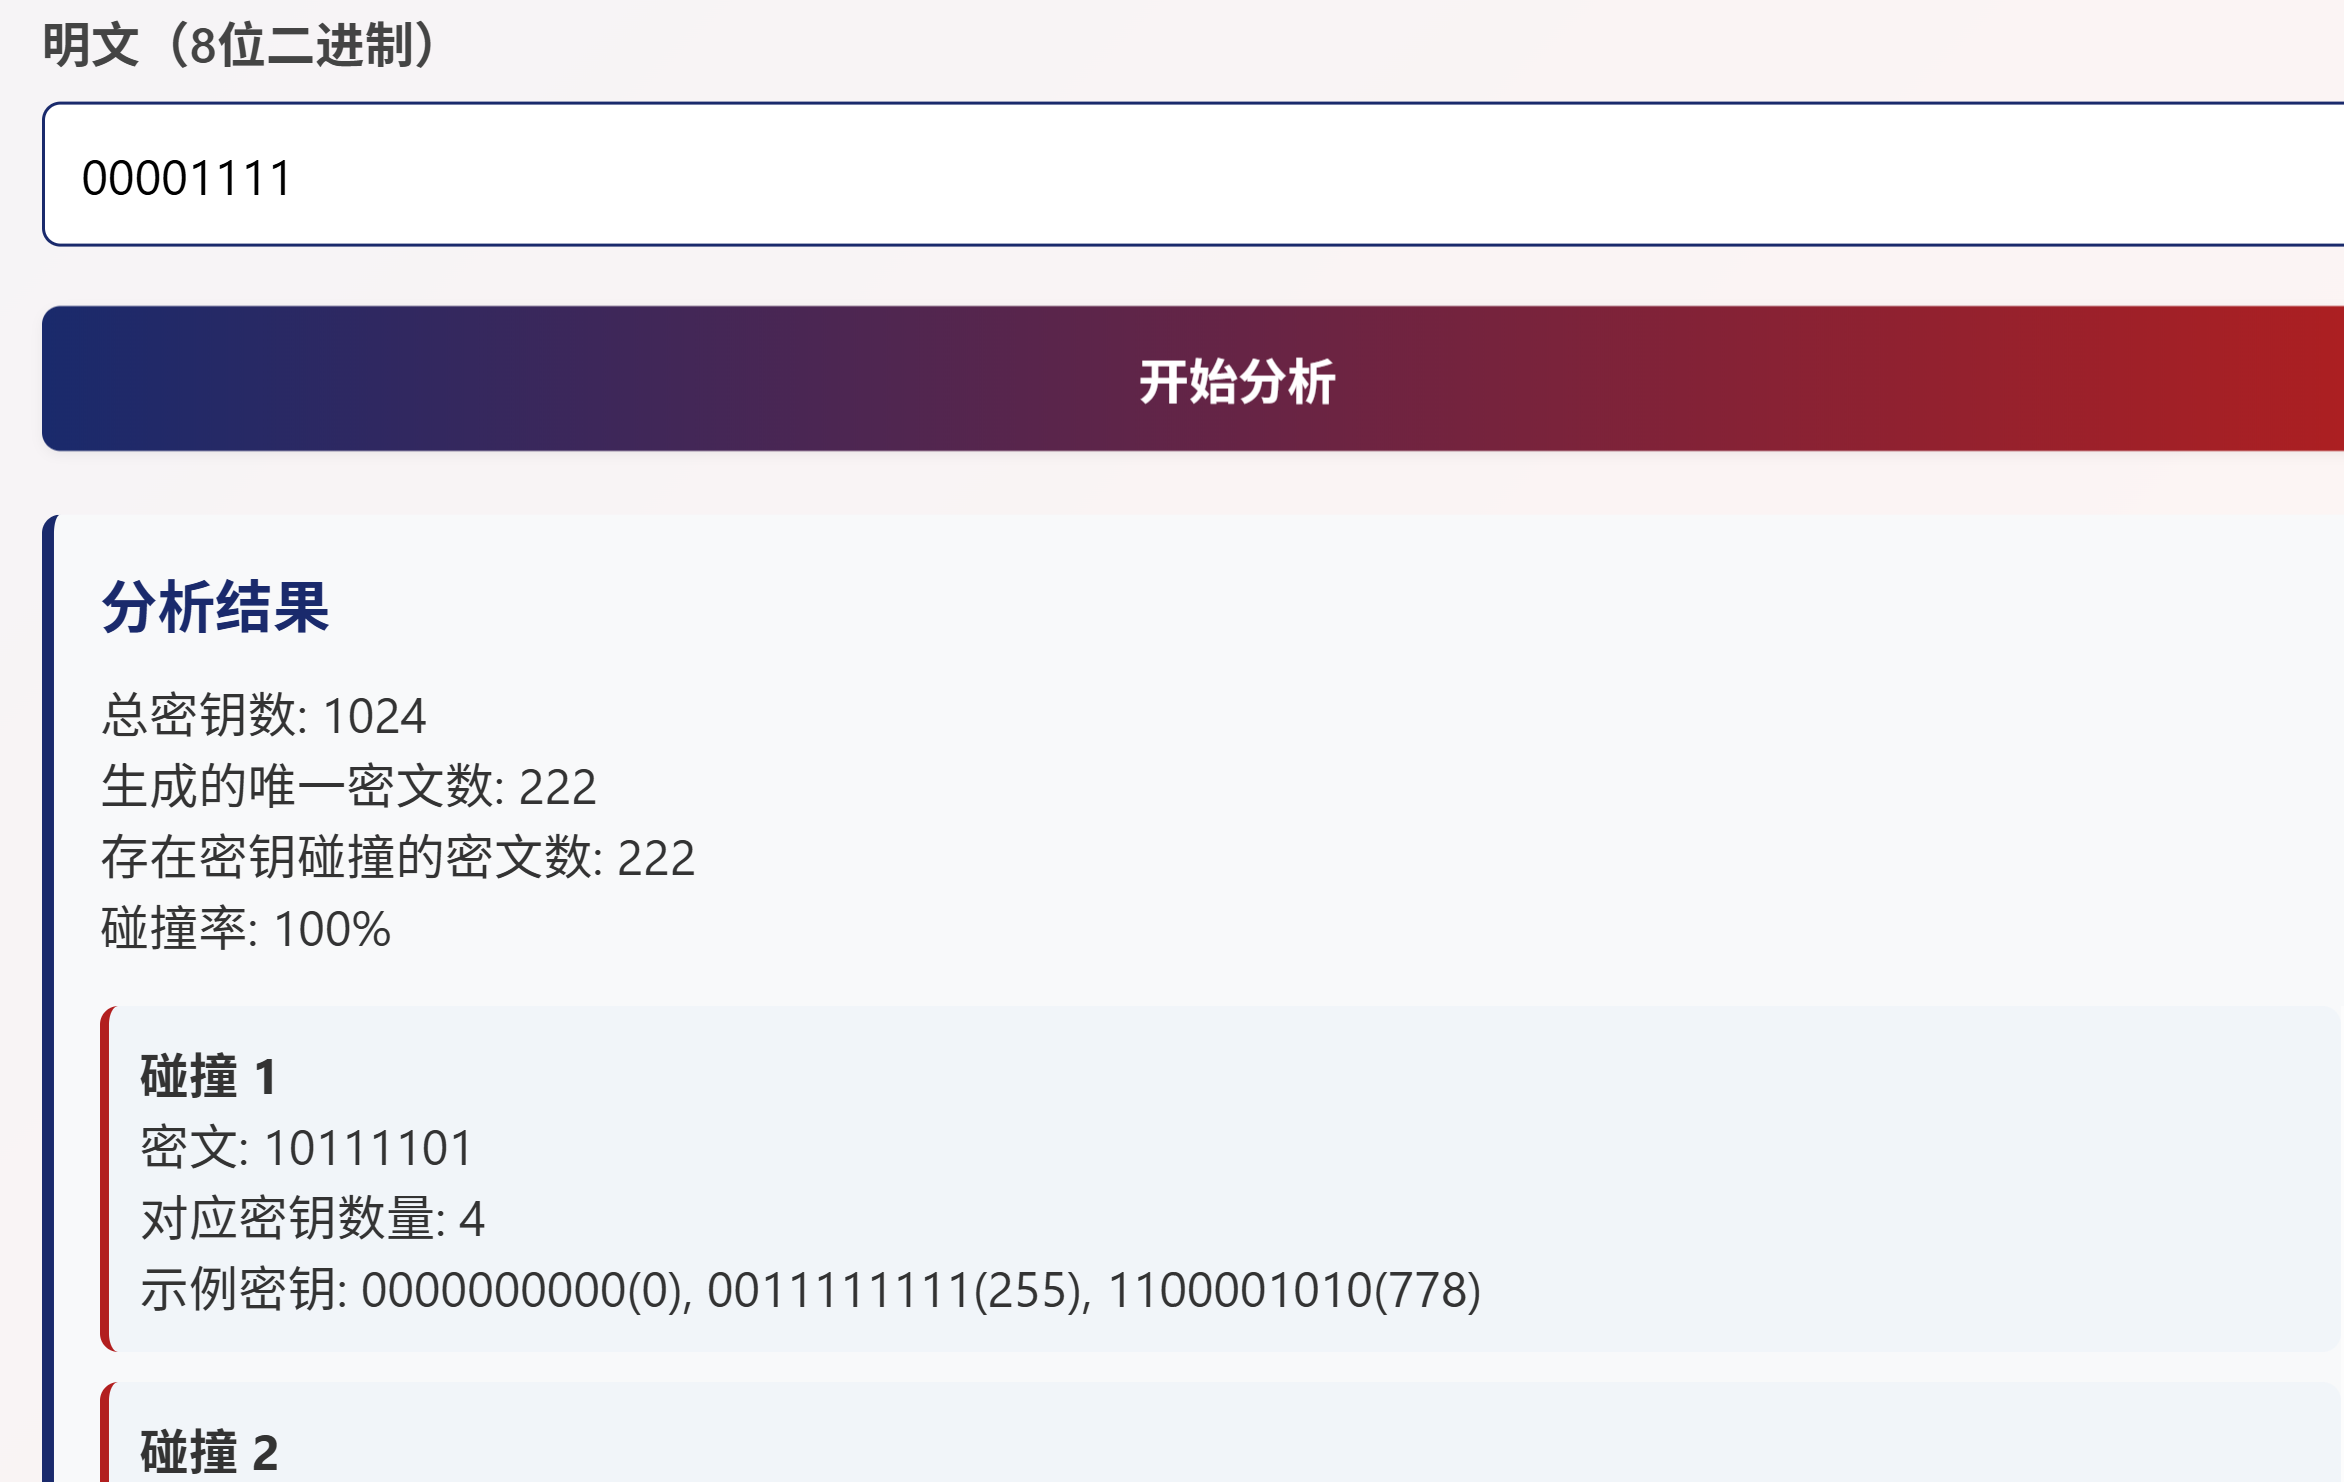 明文（8位二进制）
00001111
开始分析
分析结果
总密钥数: 1024
生成的唯一密文数: 222
存在密钥碰撞的密文数: 222
碰撞率: 100%
碰撞 1
密文: 10111101
对应密钥数量: 4
示例密钥: 0000000000(0), 0011111111(255), 1100001010(778)
碰撞 2